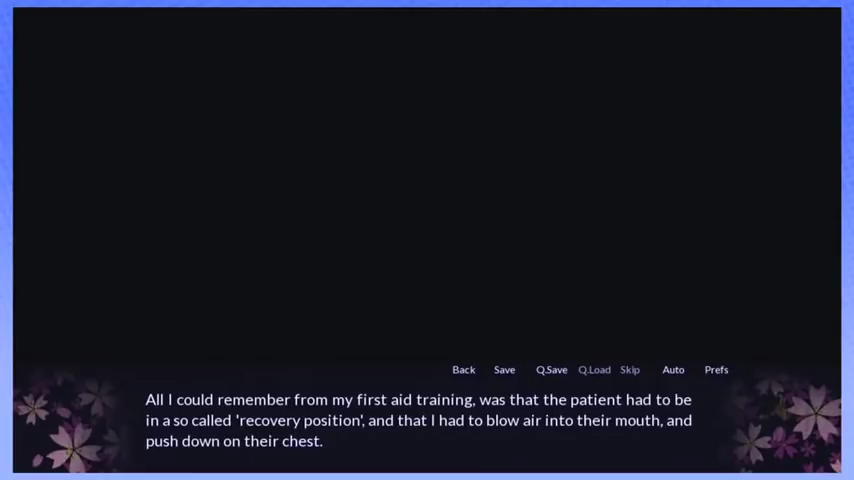 Back Save Q.Save Q.Load Skip Auto Prefs
All I could remember from my first aid training, was that the patient had to be
in a so called 'recovery position', and that I had to blow air into their mouth, and
push down on their chest.